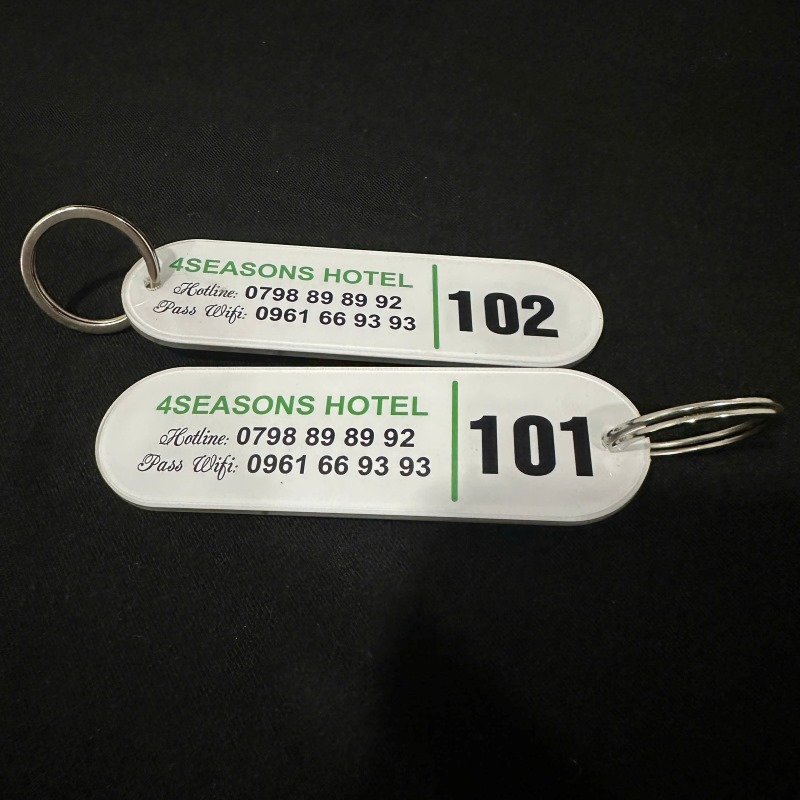 4SEASONS HOTEL
Hotline: 0798 89 89 92
Pass Wifi: 0961 66 93 93
102
4SEASONS HOTEL
Hotline: 0798 89 89 92
Pass Wifi: 0961 66 93 93
101